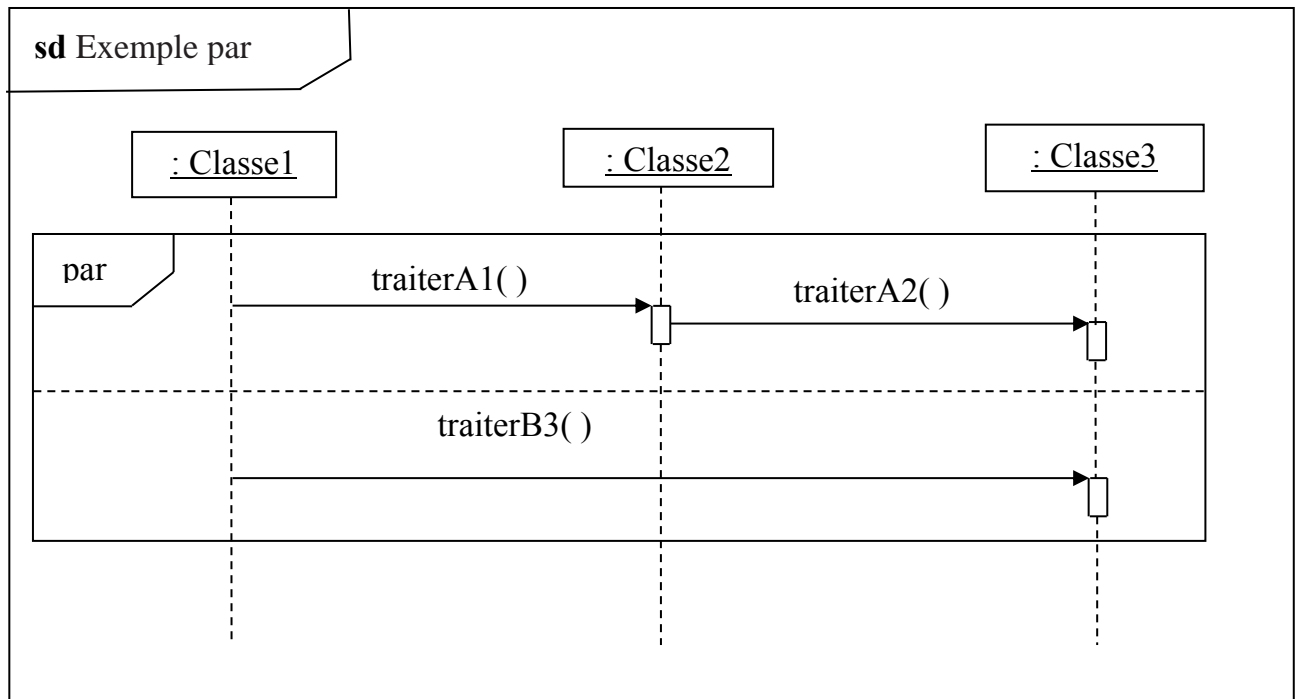 sd Exemple par
: Classe1
: Classe2
: Classe3
par
traiterA1( )
traiterA2( )
traiterB3( )